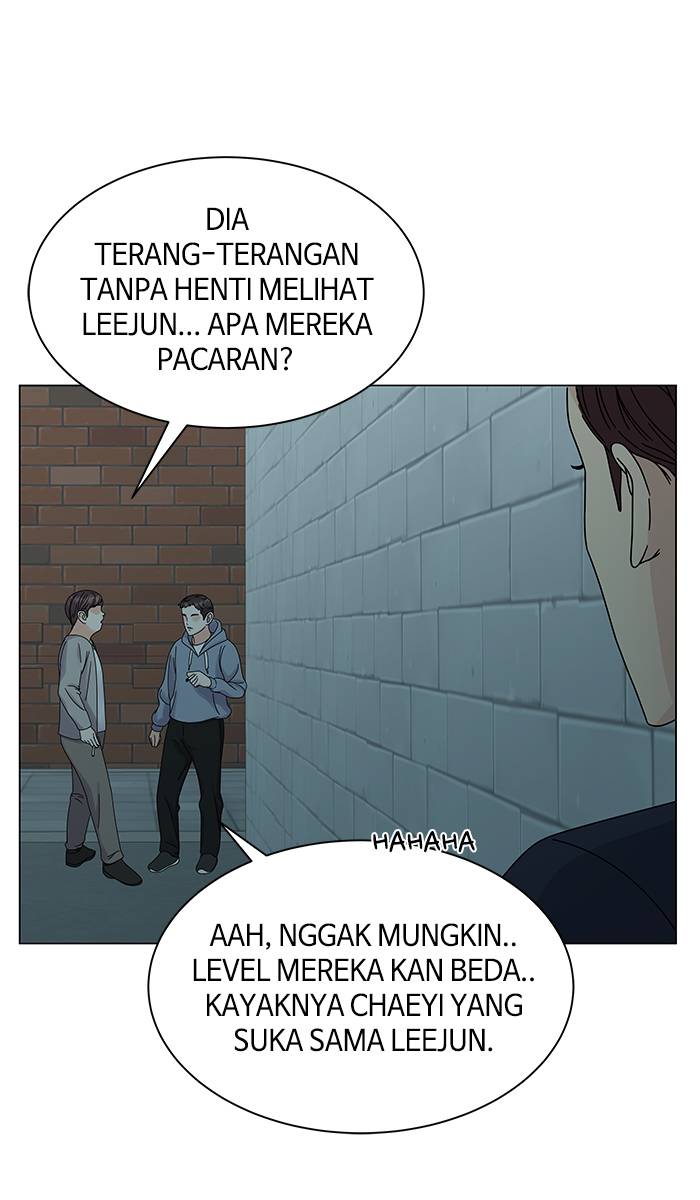 DIA
TERANG-TERANGAN
TANPA HENTI MELIHAT
LEEJUN... APA MEREKA
PACARAN?
HAHAHA
AAH, NGGAK MUNGKIN..
LEVEL MEREKA KAN BEDA..
KAYAKNYA CHAEYI YANG
SUKA SAMA LEEJUN.